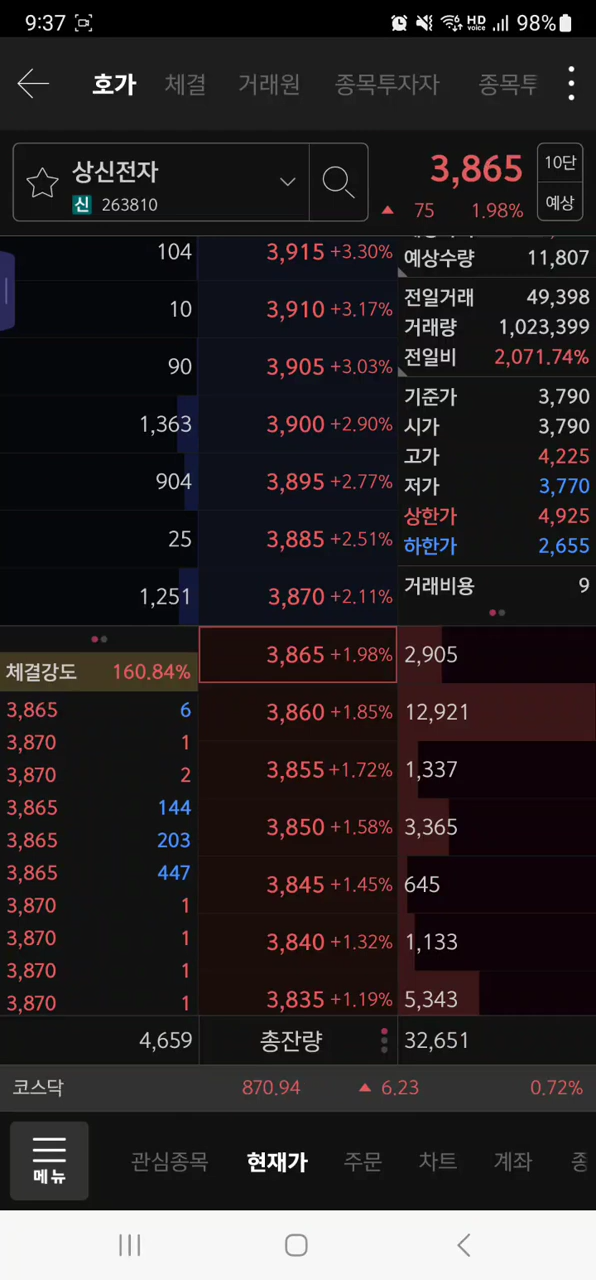 9:37 HD voice 98%
호가 체결 거래원 종목투자자 종목투
상신전자
신 263810
3,865
▲ 75 1.98%
10단
예상
104 3,915 +3.30%
10 3,910 +3.17%
90 3,905 +3.03%
1,363 3,900 +2.90%
904 3,895 +2.77%
25 3,885 +2.51%
1,251 3,870 +2.11%
예상수량 11,807
전일거래 49,398
거래량 1,023,399
전일비 2,071.74%
기준가 3,790
시가 3,790
고가 4,225
저가 3,770
상한가 4,925
하한가 2,655
거래비용 9
체결강도 160.84%
3,865 6
3,870 1
3,870 2
3,865 144
3,865 203
3,865 447
3,870 1
3,870 1
3,870 1
3,870 1
3,865 +1.98% 2,905
3,860 +1.85% 12,921
3,855 +1.72% 1,337
3,850 +1.58% 3,365
3,845 +1.45% 645
3,840 +1.32% 1,133
3,835 +1.19% 5,343
4,659 총잔량 32,651
코스닥 870.94 ▲ 6.23 0.72%
메뉴 관심종목 현재가 주문 차트 계좌 종